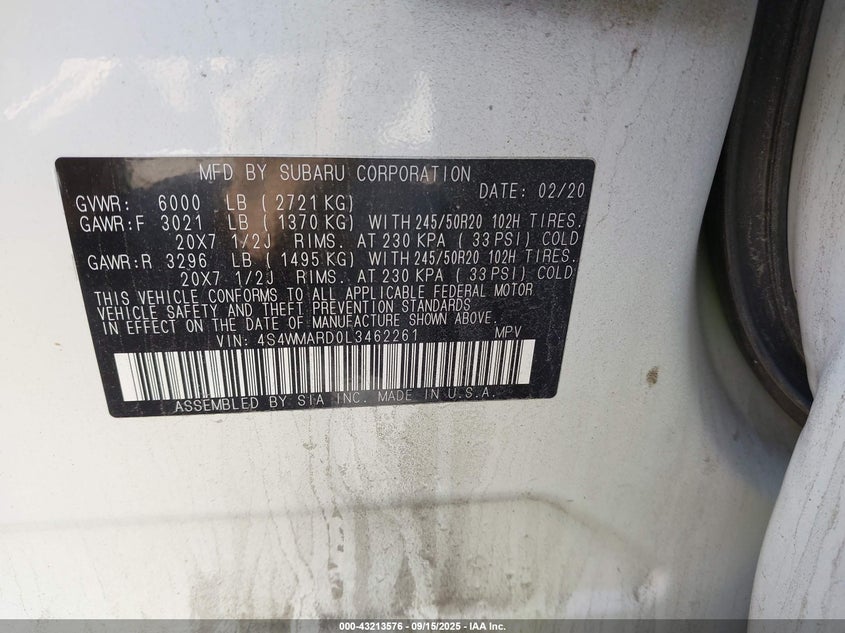 MFD BY SUBARU CORPORATION
DATE: 02/20
GVWR: 6000 LB ( 2721 KG)
GAWR:F 3021 LB ( 1370 KG) WITH 245/50R20 102H TIRES.
20X7 1/2J RIMS. AT 230 KPA ( 33 PSI) COLD
GAWR:R 3296 LB ( 1495 KG) WITH 245/50R20 102H TIRES.
20X7 1/2J RIMS. AT 230 KPA ( 33 PSI) COLD
THIS VEHICLE CONFORMS TO ALL APPLICABLE FEDERAL MOTOR
VEHICLE SAFETY AND THEFT PREVENTION STANDARDS
IN EFFECT ON THE DATE OF MANUFACTURE SHOWN ABOVE.
VIN: 4S4WMARD0L3462261 MPV
ASSEMBLED BY SIA INC. MADE IN U.S.A.
000-43213576 - 09/15/2025 - IAA Inc.